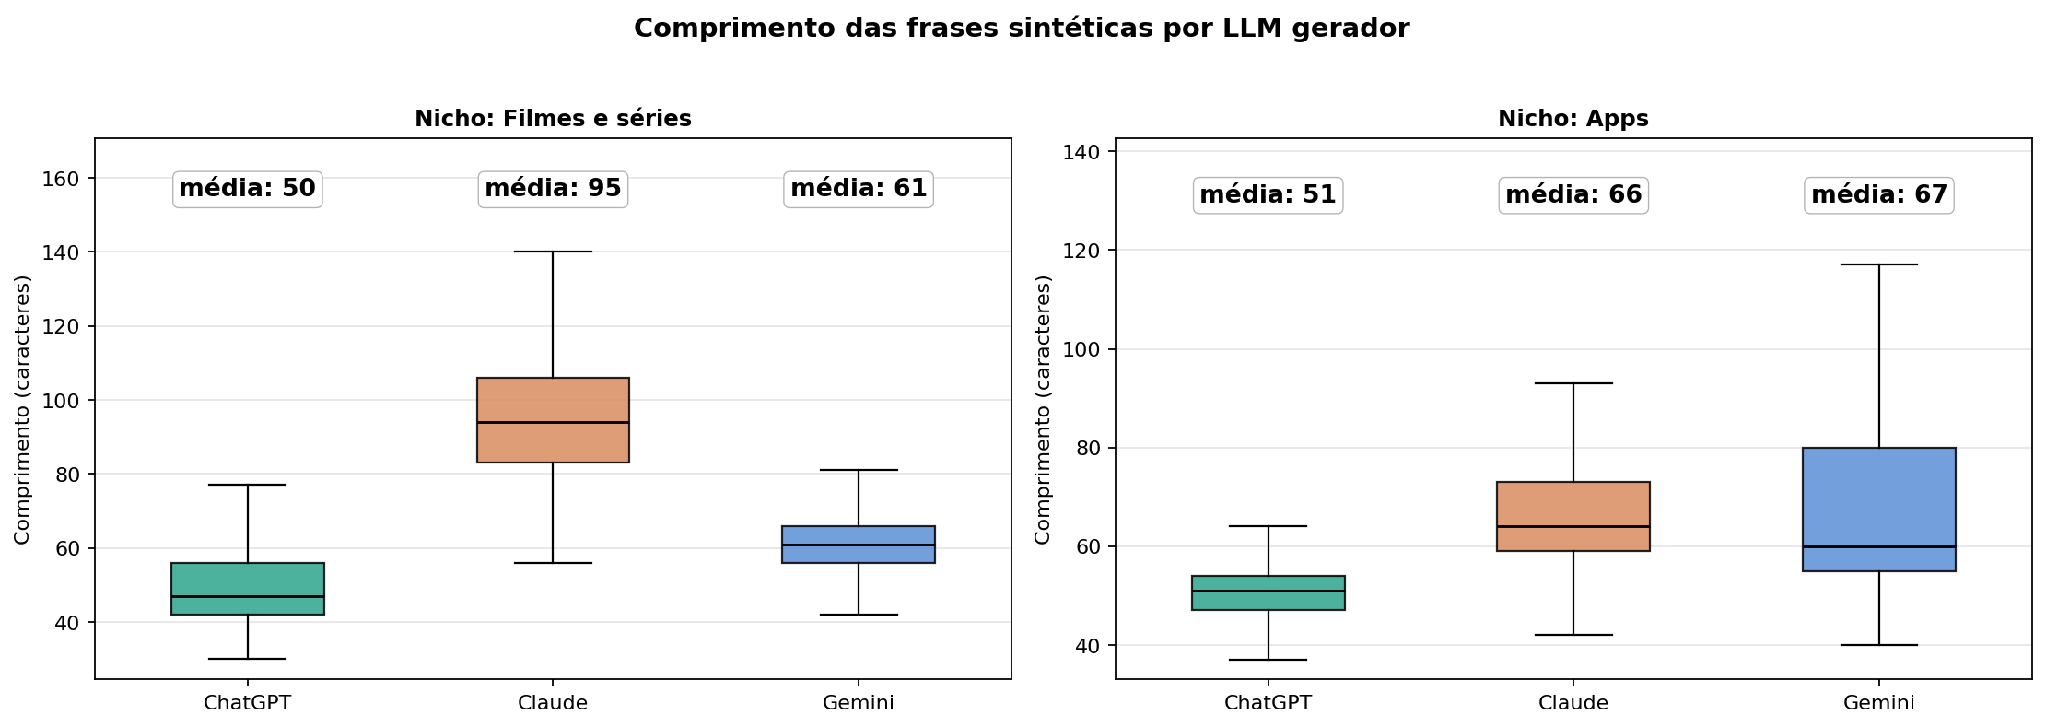 Comprimento das frases sintéticas por LLM gerador
Nicho: Filmes e séries
média: 50
média: 95
média: 61
Comprimento (caracteres)
160
140
120
100
80
60
40
ChatGPT
Claude
Gemini
Nicho: Apps
média: 51
média: 66
média: 67
Comprimento (caracteres)
140
120
100
80
60
40
ChatGPT
Claude
Gemini